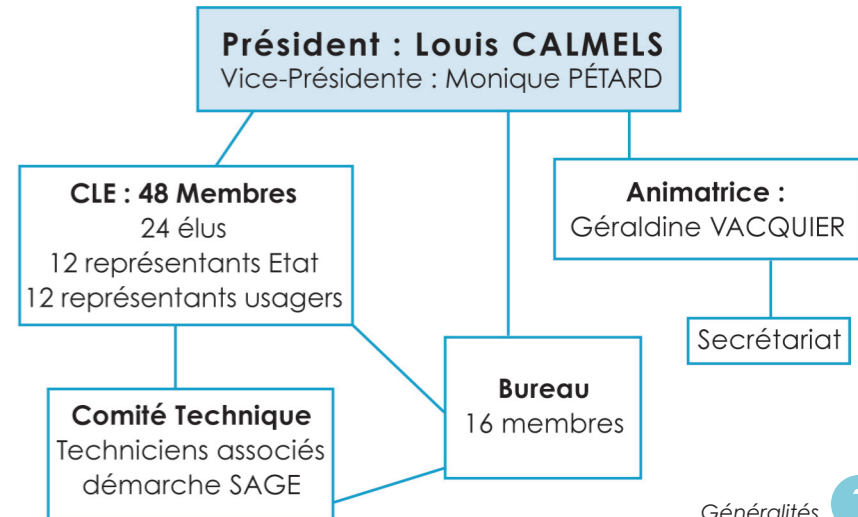 Président : Louis CALMELS
Vice-Présidente : Monique PÉTARD
CLE : 48 Membres
24 élus
12 représentants Etat
12 représentants usagers
Animatrice :
Géraldine VACQUIER
Secrétariat
Bureau
16 membres
Comité Technique
Techniciens associés
démarche SAGE
Généralités